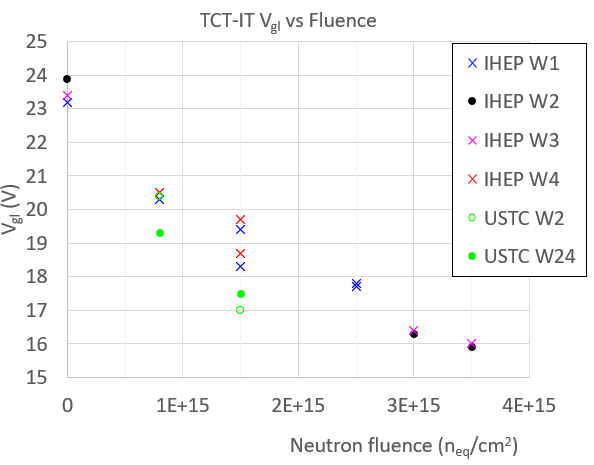 TCT-IT Vgl vs Fluence
25
24
23
22
21
20
19
18
17
16
15
Vgl (V)
IHEP W1
IHEP W2
IHEP W3
IHEP W4
USTC W2
USTC W24
0
1E+15
2E+15
3E+15
4E+15
Neutron fluence (neq/cm²)